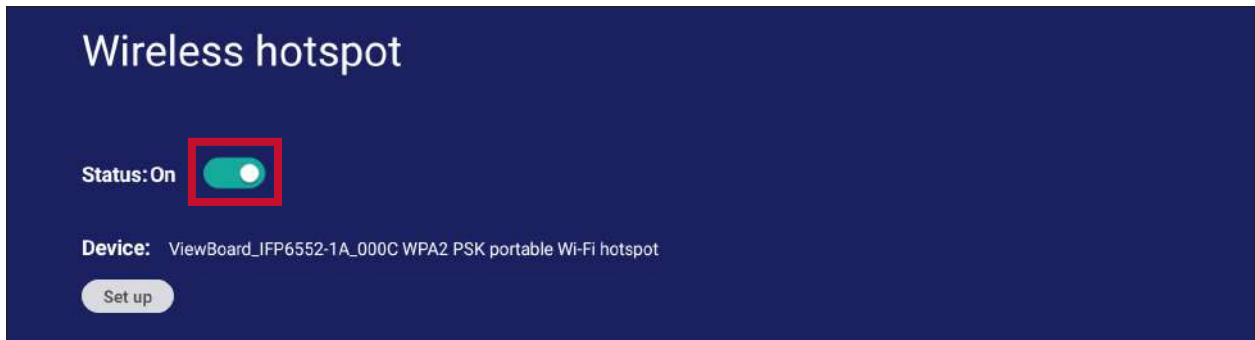 Wireless hotspot
Status: On
Device: ViewBoard_IFP6552-1A_000C WPA2 PSK portable Wi-Fi hotspot
Set up